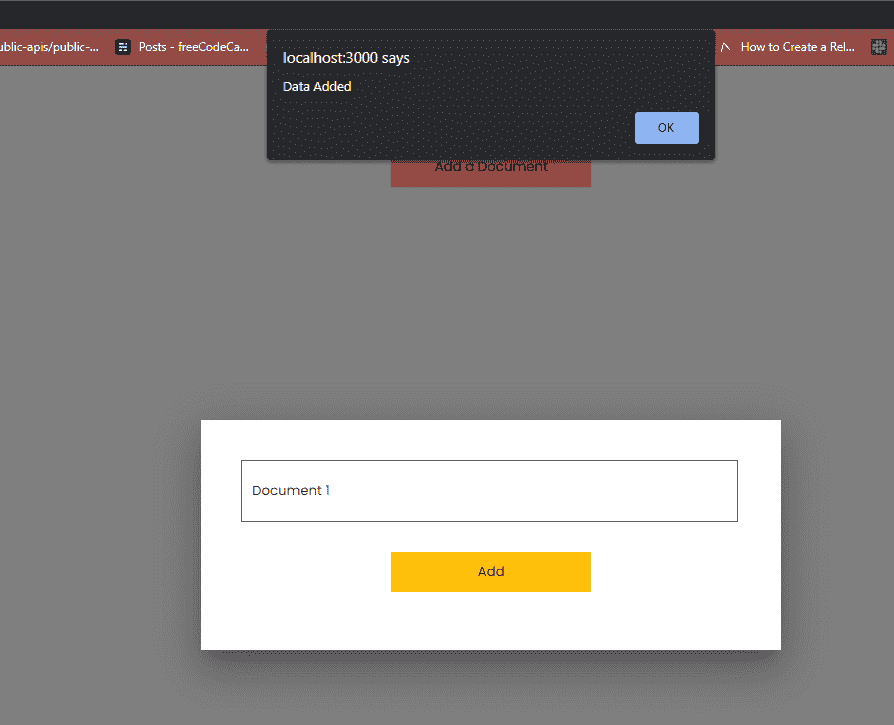 ublic-apis/public-...
Posts - freeCodeCa...
How to Create a Rel...
localhost:3000 says
Data Added
OK
Add a Document
Document 1
Add